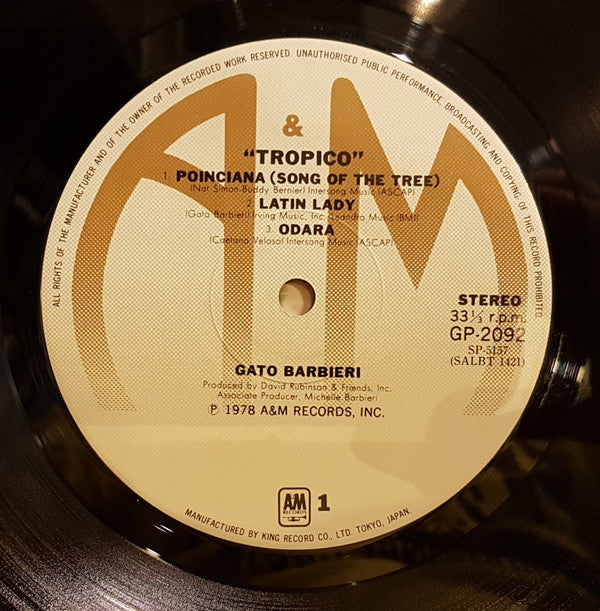 ALL RIGHTS OF THE MANUFACTURER AND OF THE OWNER OF THE RECORDED WORK RESERVED. UNAUTHORISED PUBLIC PERFORMANCE, BROADCASTING AND COPYING OF THIS RECORD PROHIBITED
A&M
"TROPICO"
1. POINCIANA (SONG OF THE TREE)
(Nat Simon-Buddy Bernier) Intersong Music (ASCAP)
2. LATIN LADY
(Gato Barbieri) Irving Music, Inc. Leandra Music (BMI)
3. ODARA
(Caetano Veloso) Intersong Music (ASCAP)
STEREO
33⅓ r.p.m.
GP-2092
SP-5157
(SALBT 1421)
GATO BARBIERI
Produced by David Rubinson & Friends, Inc.
Associate Producer, Michelle Barbieri
℗ 1978 A&M RECORDS, INC.
A&M
RECORDS
1
MANUFACTURED BY KING RECORD CO., LTD. TOKYO, JAPAN.